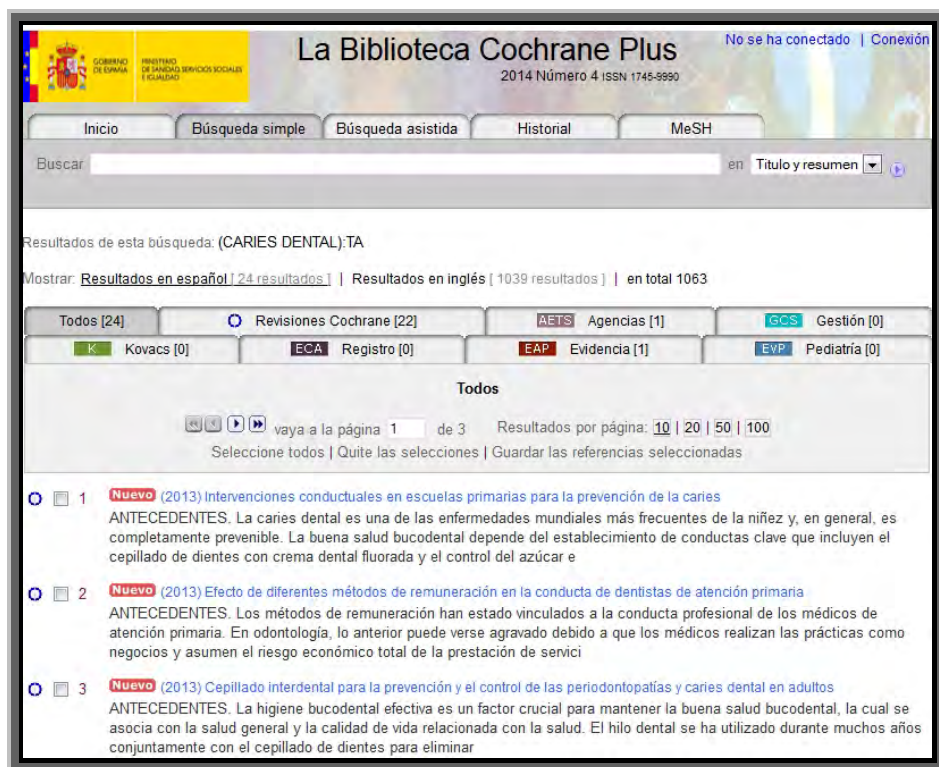 GOBIERNO
DE ESPAÑA
MINISTERIO
DE SANIDAD, SERVICIOS SOCIALES
E IGUALDAD
La Biblioteca Cochrane Plus
2014 Número 4 ISSN 1745-9990
No se ha conectado | Conexión
Inicio Búsqueda simple Búsqueda asistida Historial MeSH
Buscar en Titulo y resumen
Resultados de esta búsqueda: (CARIES DENTAL):TA
Mostrar: Resultados en español [ 24 resultados ] | Resultados en inglés [ 1039 resultados ] | en total 1063
Todos [24] Revisiones Cochrane [22] AETS Agencias [1] GCS Gestión [0]
K Kovacs [0] ECA Registro [0] EAP Evidencia [1] EVP Pediatría [0]
Todos
vaya a la página 1 de 3 Resultados por página: 10 | 20 | 50 | 100
Seleccione todos | Quite las selecciones | Guardar las referencias seleccionadas
1 Nuevo (2013) Intervenciones conductuales en escuelas primarias para la prevención de la caries
ANTECEDENTES. La caries dental es una de las enfermedades mundiales más frecuentes de la niñez y, en general, es
completamente prevenible. La buena salud bucodental depende del establecimiento de conductas clave que incluyen el
cepillado de dientes con crema dental fluorada y el control del azúcar e
2 Nuevo (2013) Efecto de diferentes métodos de remuneración en la conducta de dentistas de atención primaria
ANTECEDENTES. Los métodos de remuneración han estado vinculados a la conducta profesional de los médicos de
atención primaria. En odontología, lo anterior puede verse agravado debido a que los médicos realizan las prácticas como
negocios y asumen el riesgo económico total de la prestación de servici
3 Nuevo (2013) Cepillado interdental para la prevención y el control de las periodontopatías y caries dental en adultos
ANTECEDENTES. La higiene bucodental efectiva es un factor crucial para mantener la buena salud bucodental, la cual se
asocia con la salud general y la calidad de vida relacionada con la salud. El hilo dental se ha utilizado durante muchos años
conjuntamente con el cepillado de dientes para eliminar